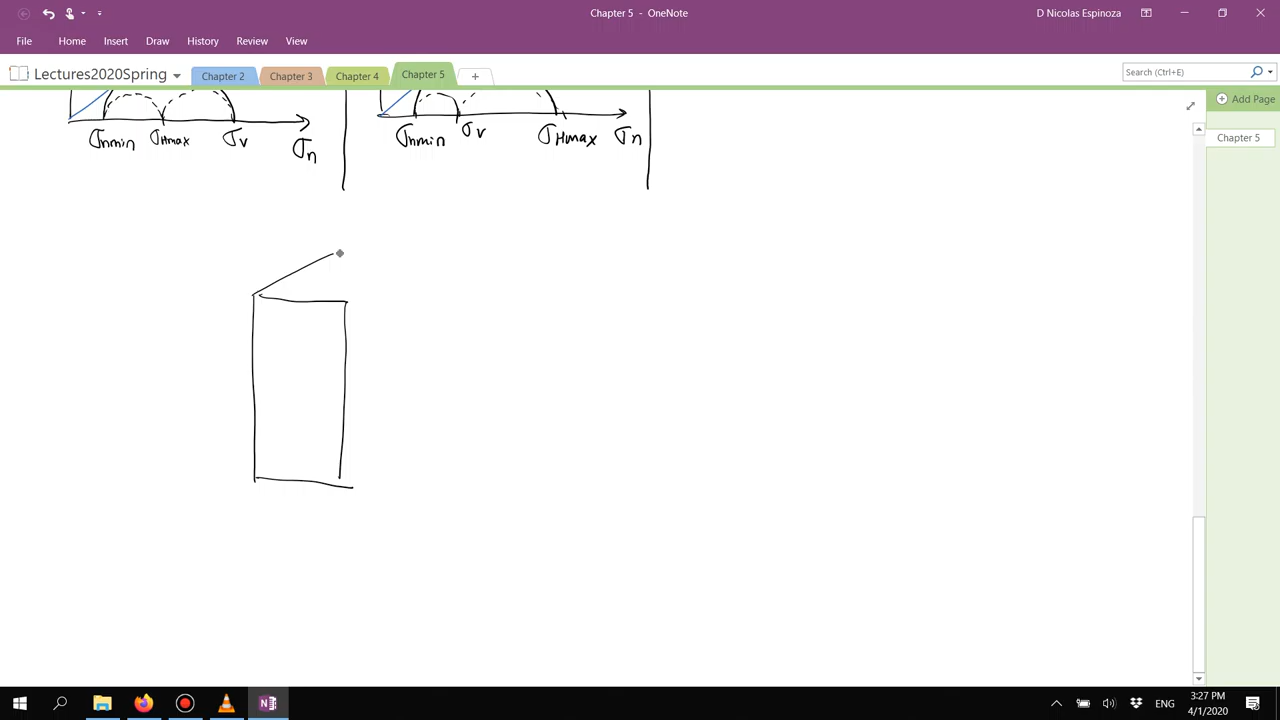 Chapter 5 - OneNote
D Nicolas Espinoza
File Home Insert Draw History Review View
Lectures2020Spring Chapter 2 Chapter 3 Chapter 4 Chapter 5 +
Search (Ctrl+E)
Add Page
Chapter 5
σhmin σHmax σv σn
σhmin σv σHmax σn
ENG
3:27 PM
4/1/2020